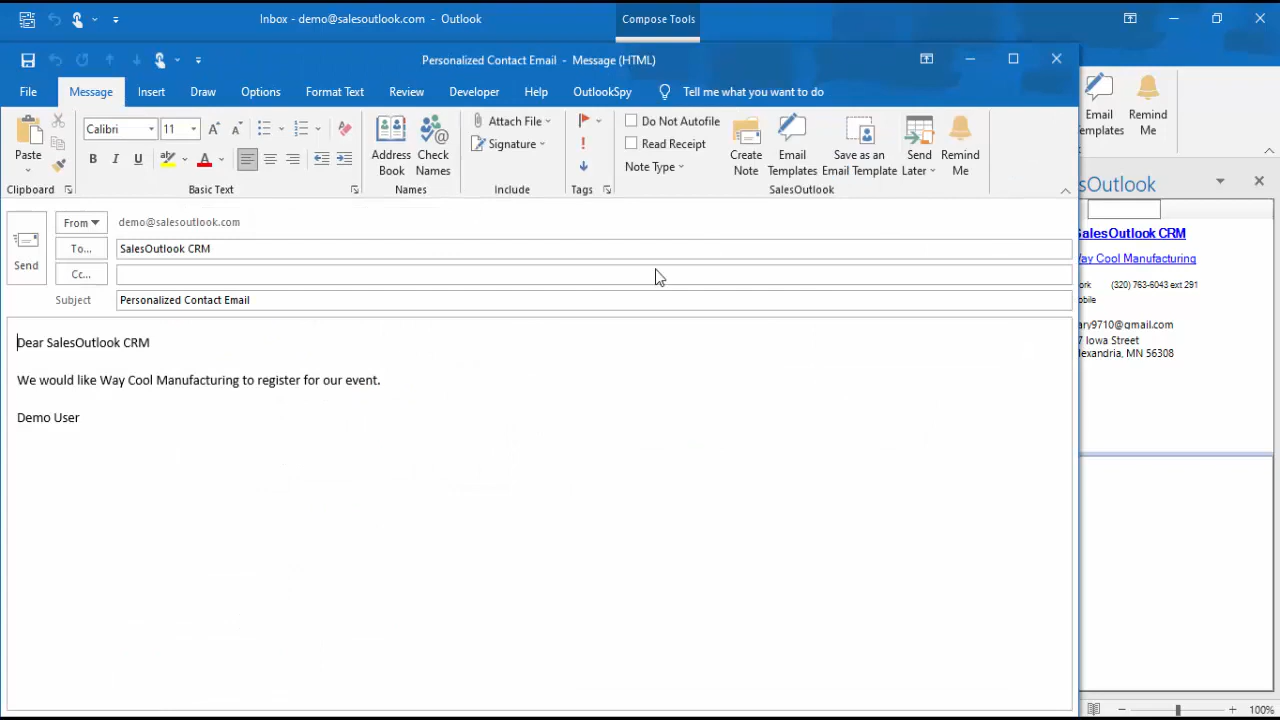 Inbox - demo@salesoutlook.com - Outlook
Compose Tools
Personalized Contact Email - Message (HTML)
File Message Insert Draw Options Format Text Review Developer Help OutlookSpy Tell me what you want to do
Paste
Clipboard
Calibri 11
B I U A
Basic Text
Address Book
Check Names
Names
Attach File
Signature
Include
Tags
Do Not Autofile
Read Receipt
Note Type
Create Note
Email Templates
Save as an Email Template
Send Later
Remind Me
SalesOutlook
Email
Templates
Remind
Me
Send
From demo@salesoutlook.com
To... SalesOutlook CRM
Cc...
Subject Personalized Contact Email
Dear SalesOutlook CRM
We would like Way Cool Manufacturing to register for our event.
Demo User
sOutlook
SalesOutlook CRM
Way Cool Manufacturing
ork (320) 763-6043 ext 291
obile
ary9710@gmail.com
7 Iowa Street
lexandria, MN 56308
100%